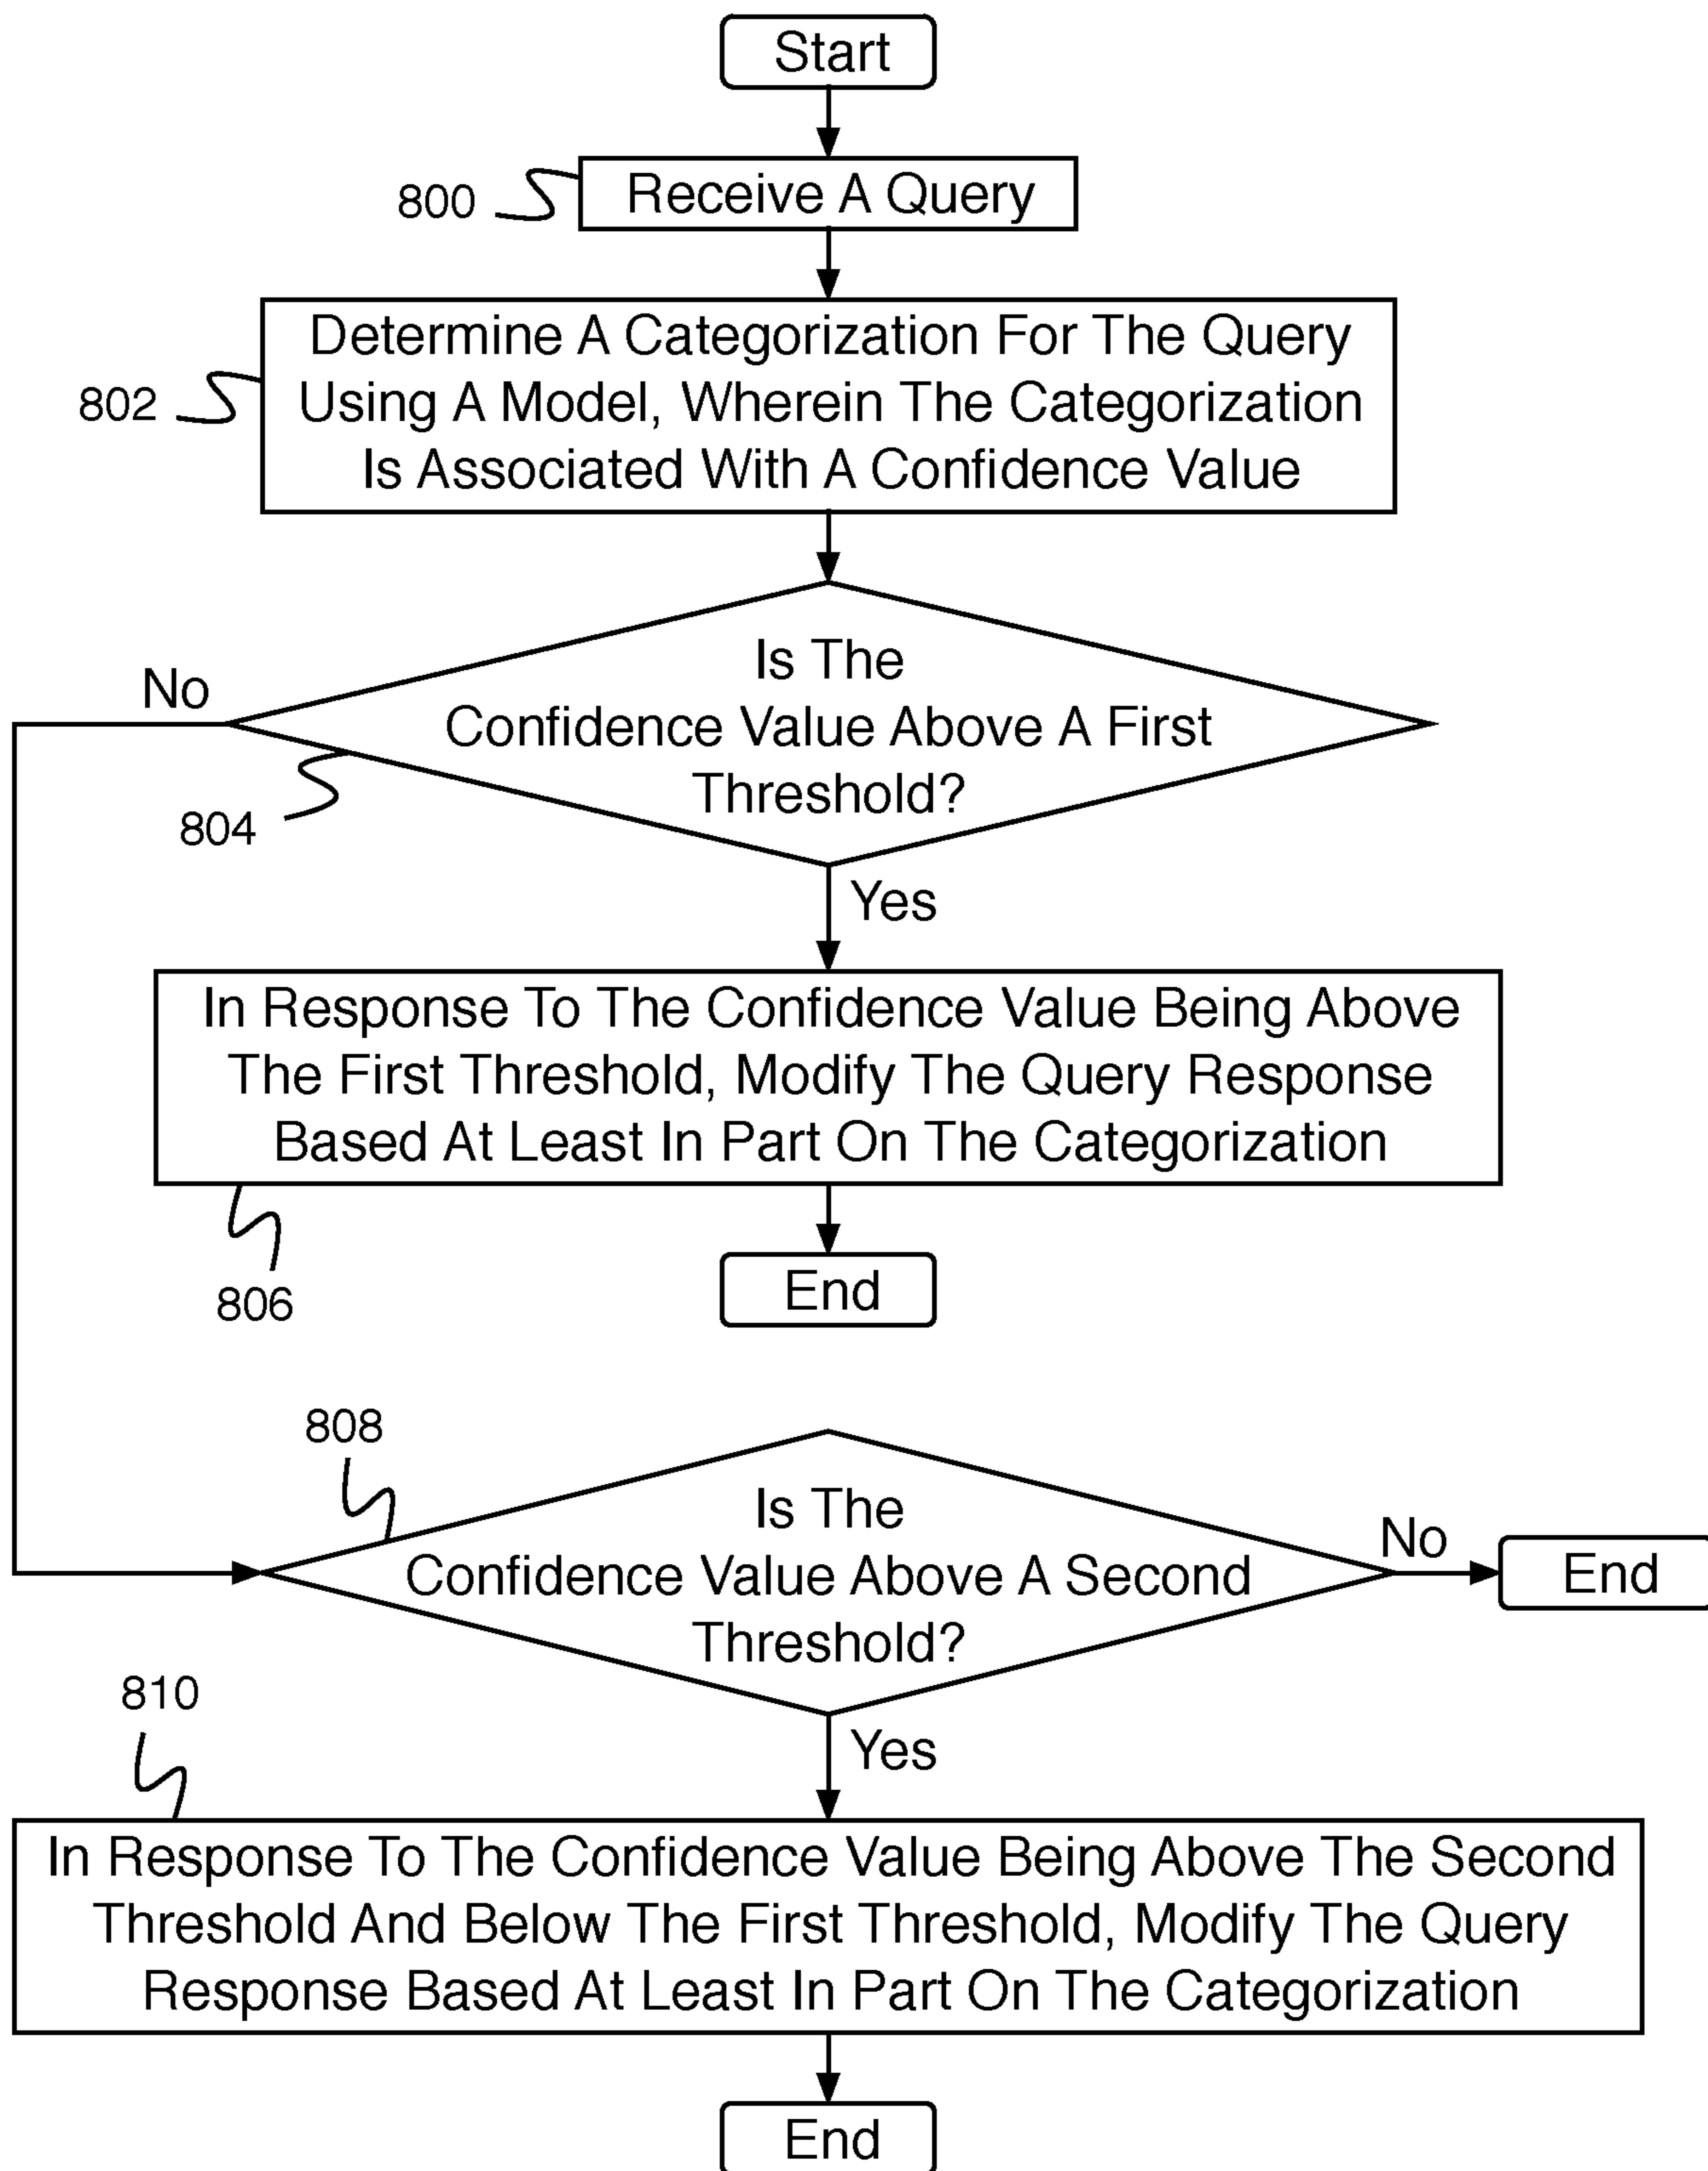 Start
800
Receive A Query
802
Determine A Categorization For The Query
Using A Model, Wherein The Categorization
Is Associated With A Confidence Value
No
Is The
Confidence Value Above A First
Threshold?
804
Yes
In Response To The Confidence Value Being Above
The First Threshold, Modify The Query Response
Based At Least In Part On The Categorization
806
End
808
Is The
Confidence Value Above A Second
Threshold?
No
End
810
Yes
In Response To The Confidence Value Being Above The Second
Threshold And Below The First Threshold, Modify The Query
Response Based At Least In Part On The Categorization
End